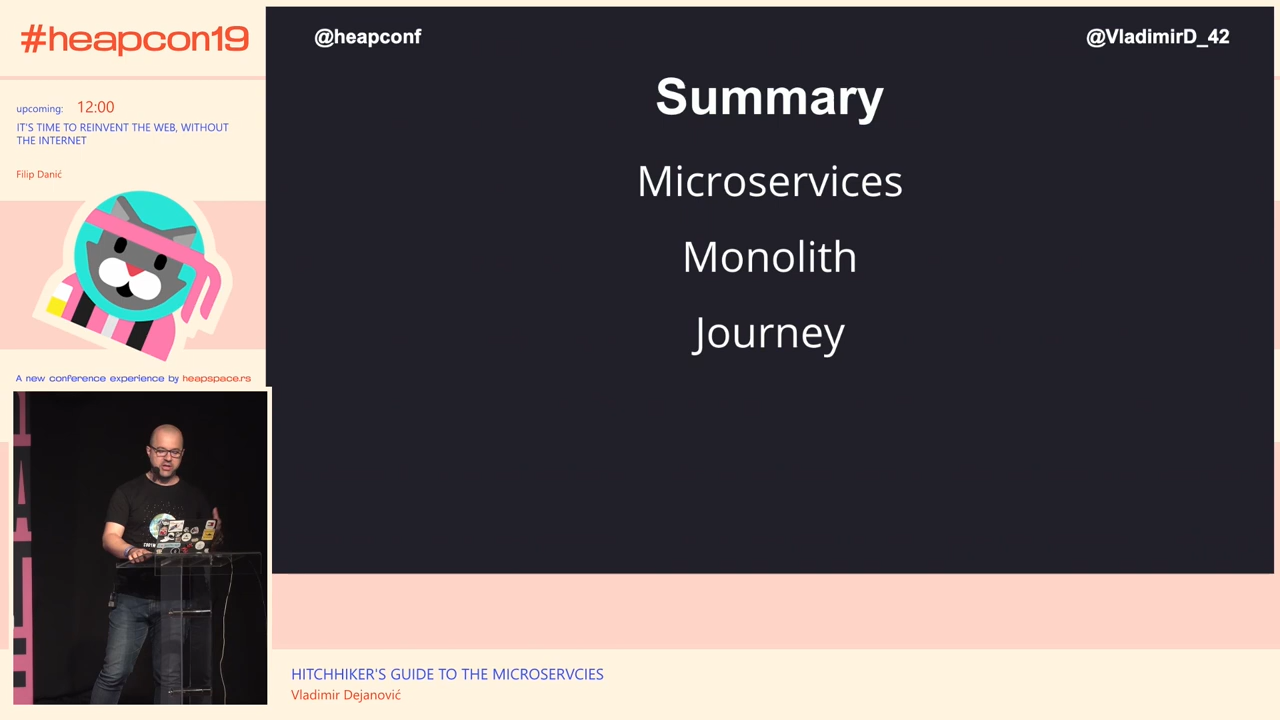 #heapcon19
upcoming: 12:00
IT'S TIME TO REINVENT THE WEB, WITHOUT
THE INTERNET
Filip Danić
A new conference experience by heapspace.rs
@heapconf
@VladimirD_42
Summary
Microservices
Monolith
Journey
HITCHHIKER'S GUIDE TO THE MICROSERVCIES
Vladimir Dejanović